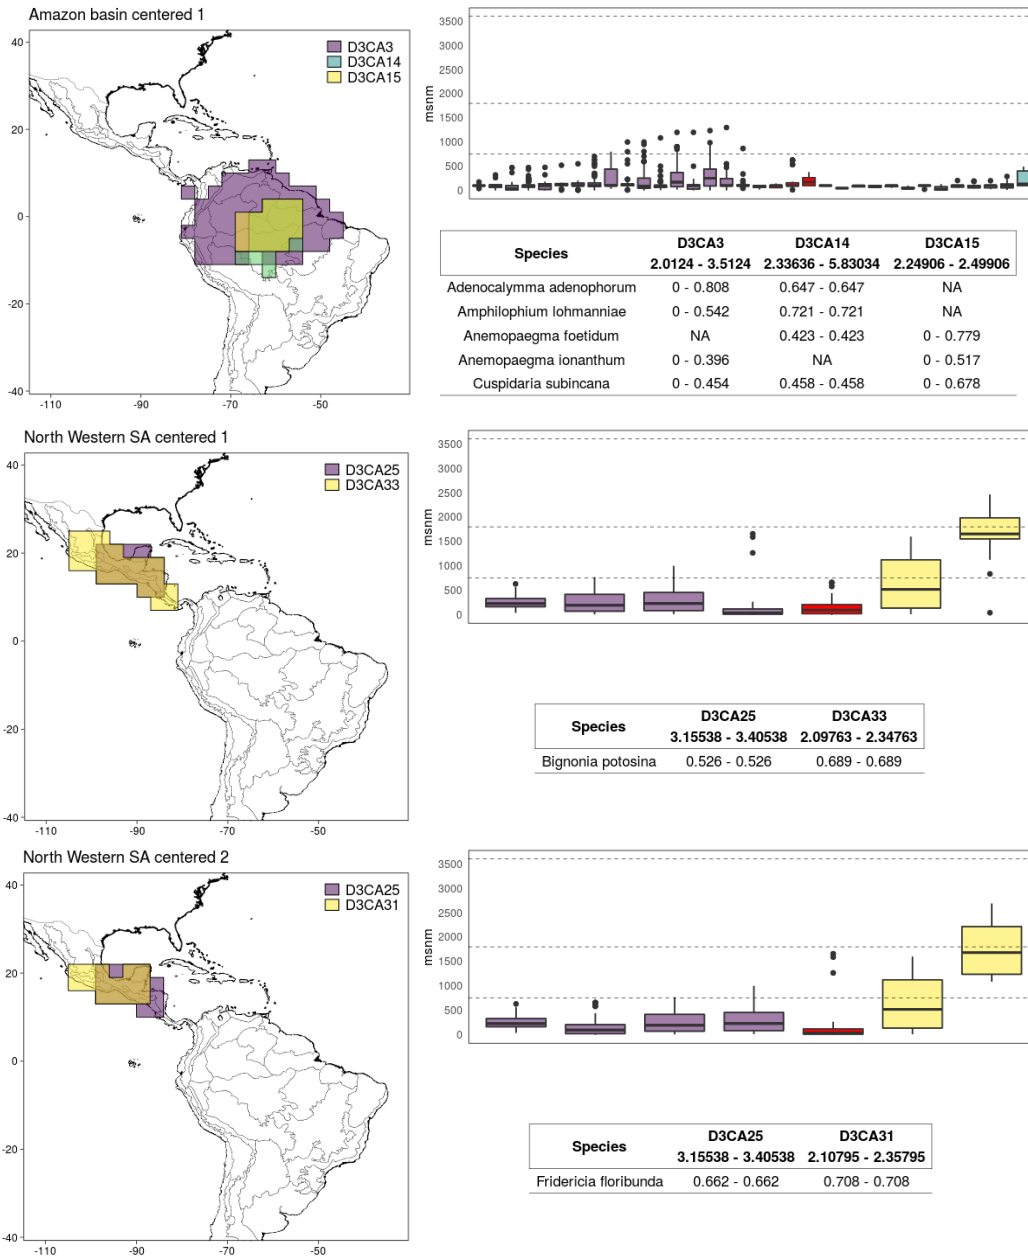 Amazon basin centered 1
D3CA3
D3CA14
D3CA15
40
20
0
-20
-40
-110
-90
-70
-50
msnm
3500
3000
2500
2000
1500
1000
500
0
Species D3CA3 D3CA14 D3CA15
2.0124 - 3.5124 2.33636 - 5.83034 2.24906 - 2.49906
Adenocalymma adenophorum 0 - 0.808 0.647 - 0.647 NA
Amphilophium lohmanniae 0 - 0.542 0.721 - 0.721 NA
Anemopaegma foetidum NA 0.423 - 0.423 0 - 0.779
Anemopaegma ionanthum 0 - 0.396 NA 0 - 0.517
Cuspidaria subincana 0 - 0.454 0.458 - 0.458 0 - 0.678
North Western SA centered 1
D3CA25
D3CA33
40
20
0
-20
-40
-110
-90
-70
-50
msnm
3500
3000
2500
2000
1500
1000
500
0
Species D3CA25 D3CA33
3.15538 - 3.40538 2.09763 - 2.34763
Bignonia potosina 0.526 - 0.526 0.689 - 0.689
North Western SA centered 2
D3CA25
D3CA31
40
20
0
-20
-40
-110
-90
-70
-50
msnm
3500
3000
2500
2000
1500
1000
500
0
Species D3CA25 D3CA31
3.15538 - 3.40538 2.10795 - 2.35795
Fridericia floribunda 0.662 - 0.662 0.708 - 0.708